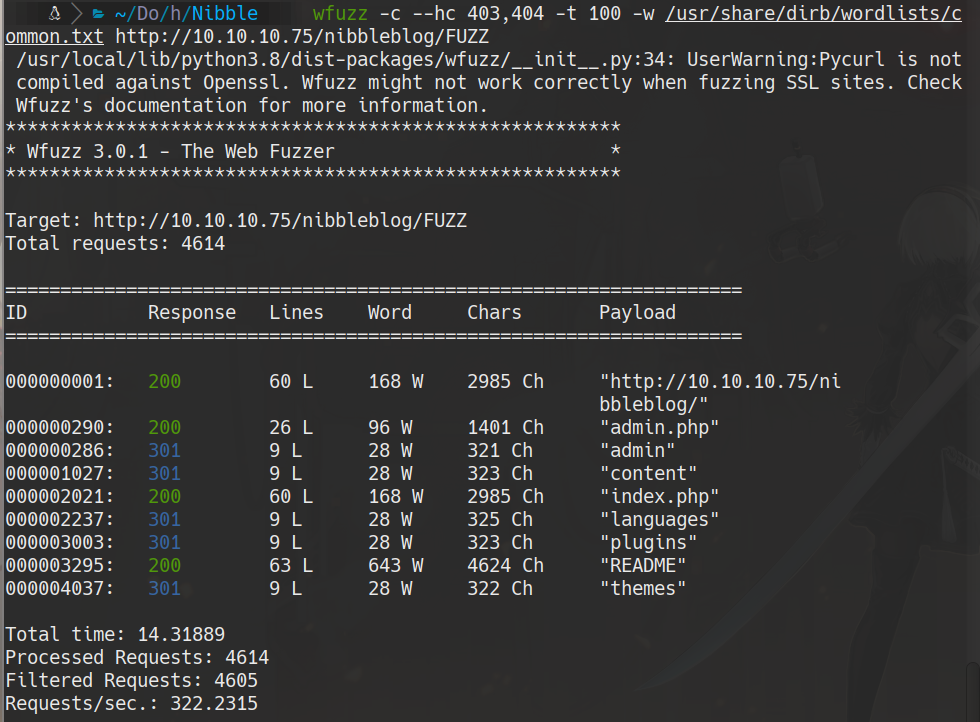 ~/Do/h/Nibble wfuzz -c --hc 403,404 -t 100 -w /usr/share/dirb/wordlists/c
ommon.txt http://10.10.10.75/nibbleblog/FUZZ
/usr/local/lib/python3.8/dist-packages/wfuzz/__init__.py:34: UserWarning:Pycurl is not
compiled against Openssl. Wfuzz might not work correctly when fuzzing SSL sites. Check
Wfuzz's documentation for more information.
********************************************************
* Wfuzz 3.0.1 - The Web Fuzzer                         *
********************************************************
Target: http://10.10.10.75/nibbleblog/FUZZ
Total requests: 4614
===================================================================
ID           Response   Lines    Word     Chars       Payload
===================================================================
000000001:   200        60 L     168 W    2985 Ch     "http://10.10.10.75/ni
bbleblog/"
000000290:   200        26 L     96 W     1401 Ch     "admin.php"
000000286:   301        9 L      28 W     321 Ch      "admin"
000001027:   301        9 L      28 W     323 Ch      "content"
000002021:   200        60 L     168 W    2985 Ch     "index.php"
000002237:   301        9 L      28 W     325 Ch      "languages"
000003003:   301        9 L      28 W     323 Ch      "plugins"
000003295:   200        63 L     643 W    4624 Ch     "README"
000004037:   301        9 L      28 W     322 Ch      "themes"
Total time: 14.31889
Processed Requests: 4614
Filtered Requests: 4605
Requests/sec.: 322.2315